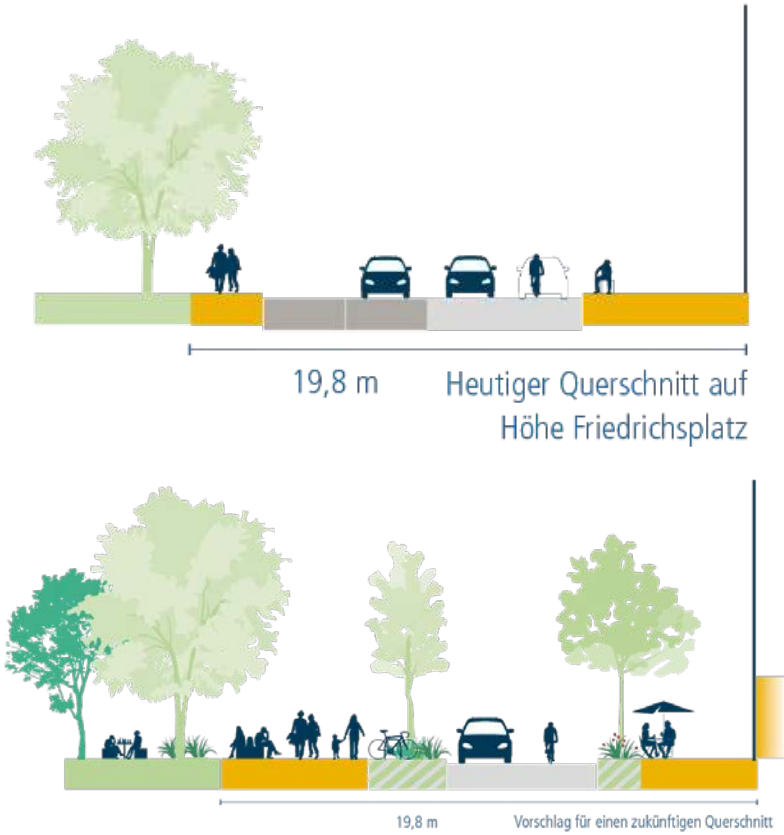 19,8 m
Heutiger Querschnitt auf
Höhe Friedrichsplatz
19,8 m
Vorschlag für einen zukünftigen Querschnitt